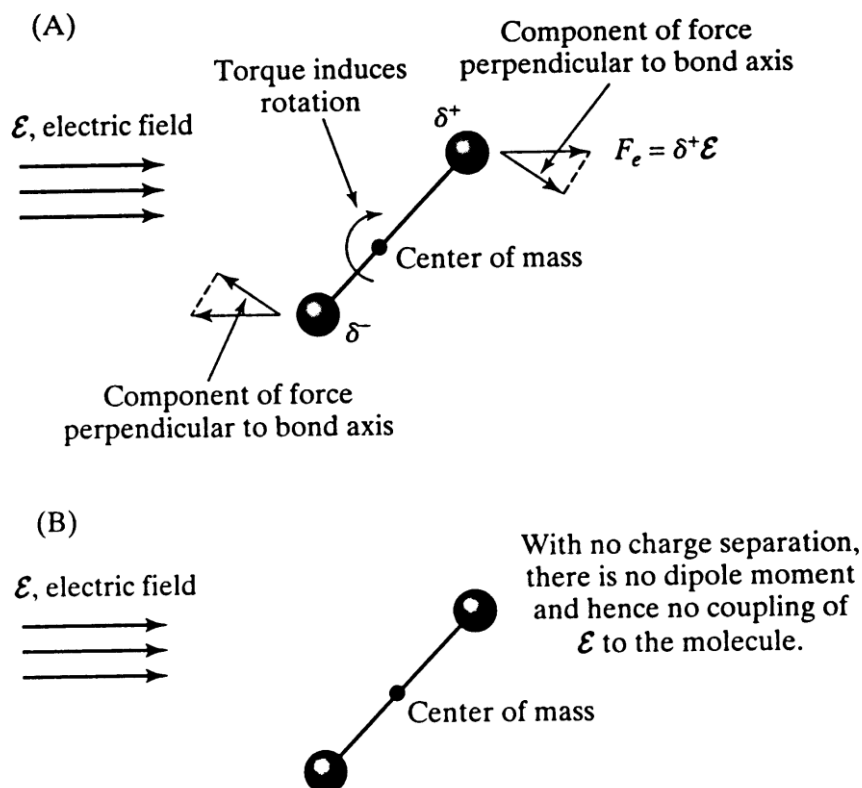 (A)
Component of force
perpendicular to bond axis
Torque induces
rotation
δ⁺
ℰ, electric field
Fₑ = δ⁺ℰ
Center of mass
δ⁻
Component of force
perpendicular to bond axis
(B)
With no charge separation,
there is no dipole moment
and hence no coupling of
ℰ to the molecule.
ℰ, electric field
Center of mass